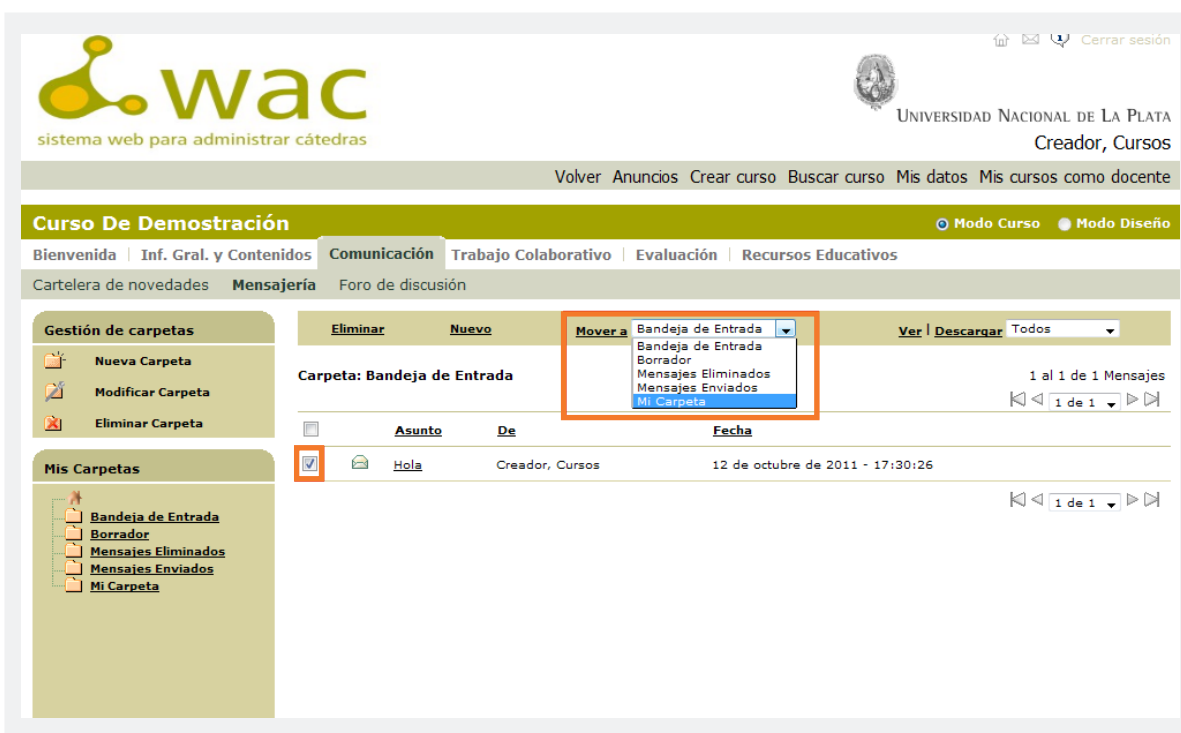 Cerrar sesión
wac
sistema web para administrar cátedras
UNIVERSIDAD NACIONAL DE LA PLATA
Creador, Cursos
Volver Anuncios Crear curso Buscar curso Mis datos Mis cursos como docente
Curso De Demostración Modo Curso Modo Diseño
Bienvenida | Inf. Gral. y Contenidos Comunicación Trabajo Colaborativo | Evaluación | Recursos Educativos
Cartelera de novedades Mensajería Foro de discusión
Gestión de carpetas
Nueva Carpeta
Modificar Carpeta
Eliminar Carpeta
Mis Carpetas
Bandeja de Entrada
Borrador
Mensajes Eliminados
Mensajes Enviados
Mi Carpeta
Eliminar Nuevo Mover a Bandeja de Entrada Ver | Descargar Todos
Bandeja de Entrada
Borrador
Mensajes Eliminados
Mensajes Enviados
Mi Carpeta
Carpeta: Bandeja de Entrada 1 al 1 de 1 Mensajes
1 de 1
Asunto De Fecha
Hola Creador, Cursos 12 de octubre de 2011 - 17:30:26
1 de 1